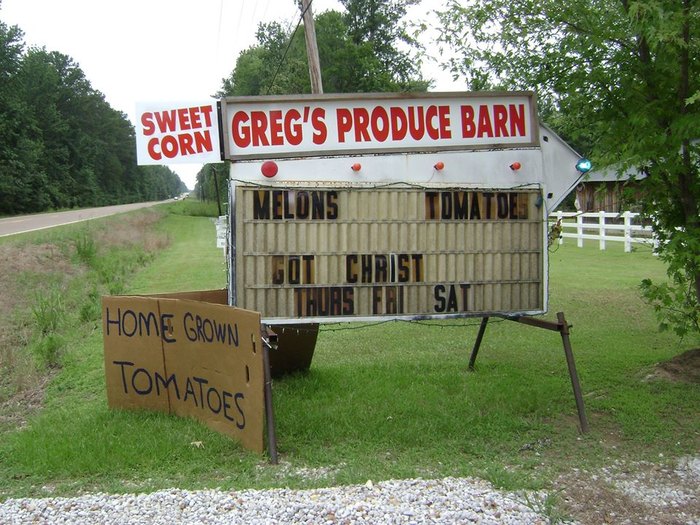 SWEET
CORN
GREG'S PRODUCE BARN
MELONS TOMATOES
GOT CHRIST
THURS FRI SAT
HOME GROWN
TOMATOES